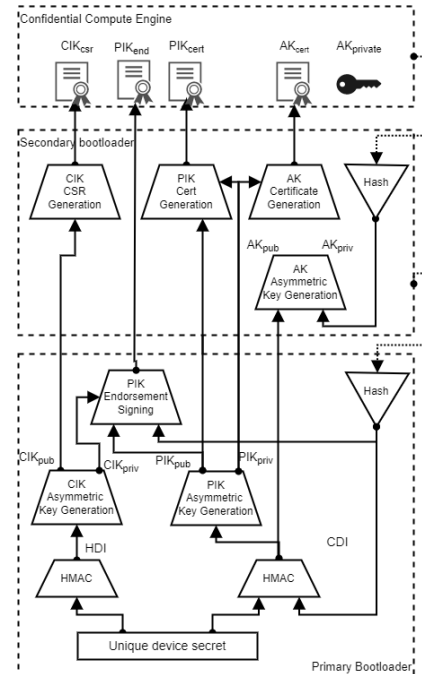 Confidential Compute Engine
CIKcsr
PIKend
PIKcert
AKcert
AKprivate
Secondary bootloader
CIK
CSR
Generation
PIK
Cert
Generation
AK
Certificate
Generation
Hash
AKpub
AKpriv
AK
Asymmetric
Key Generation
PIK
Endorsement
Signing
Hash
CIKpub
CIKpriv
PIKpub
PIKpriv
CIK
Asymmetric
Key Generation
PIK
Asymmetric
Key Generation
HDI
CDI
HMAC
HMAC
Unique device secret
Primary Bootloader